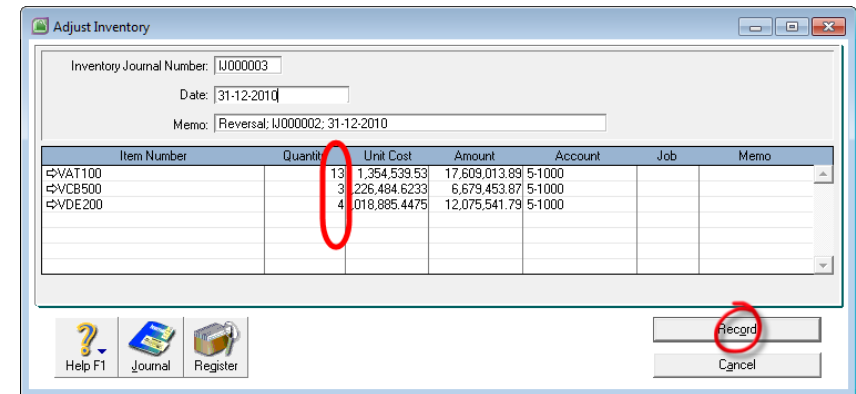 Adjust Inventory
Inventory Journal Number: IJ000003
Date: 31-12-2010
Memo: Reversal; IJ000002; 31-12-2010
Item Number Quantity Unit Cost Amount Account Job Memo
VAT100 13 1,354,539.53 17,609,013.89 5-1000
VCB500 3 ,226,484.6233 6,679,453.87 5-1000
VDE200 4 ,018,885.4475 12,075,541.79 5-1000
Record
Help F1 Journal Register
Cancel